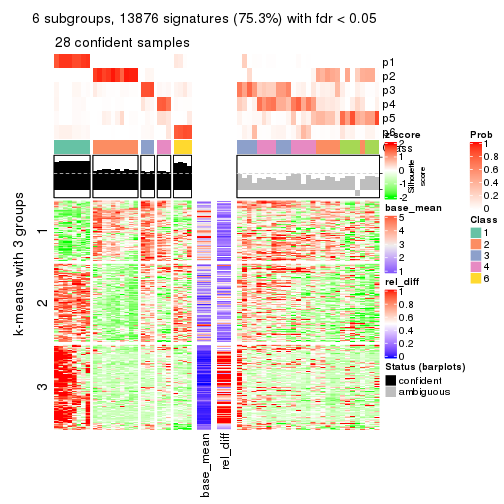 6 subgroups, 13876 signatures (75.3%) with fdr < 0.05
28 confident samples
p1
p2
p3
p4
p5
p6
Class
z_score
2
1
0
-1
-2
Silhouette
score
base_mean
5
4
3
2
1
rel_diff
1
0.8
0.6
0.4
0.2
0
Status (barplots)
confident
ambiguous
Prob
1
0.8
0.6
0.4
0.2
0
Class
1
2
3
4
5
6
k-means with 3 groups
1
2
3
base_mean
rel_diff